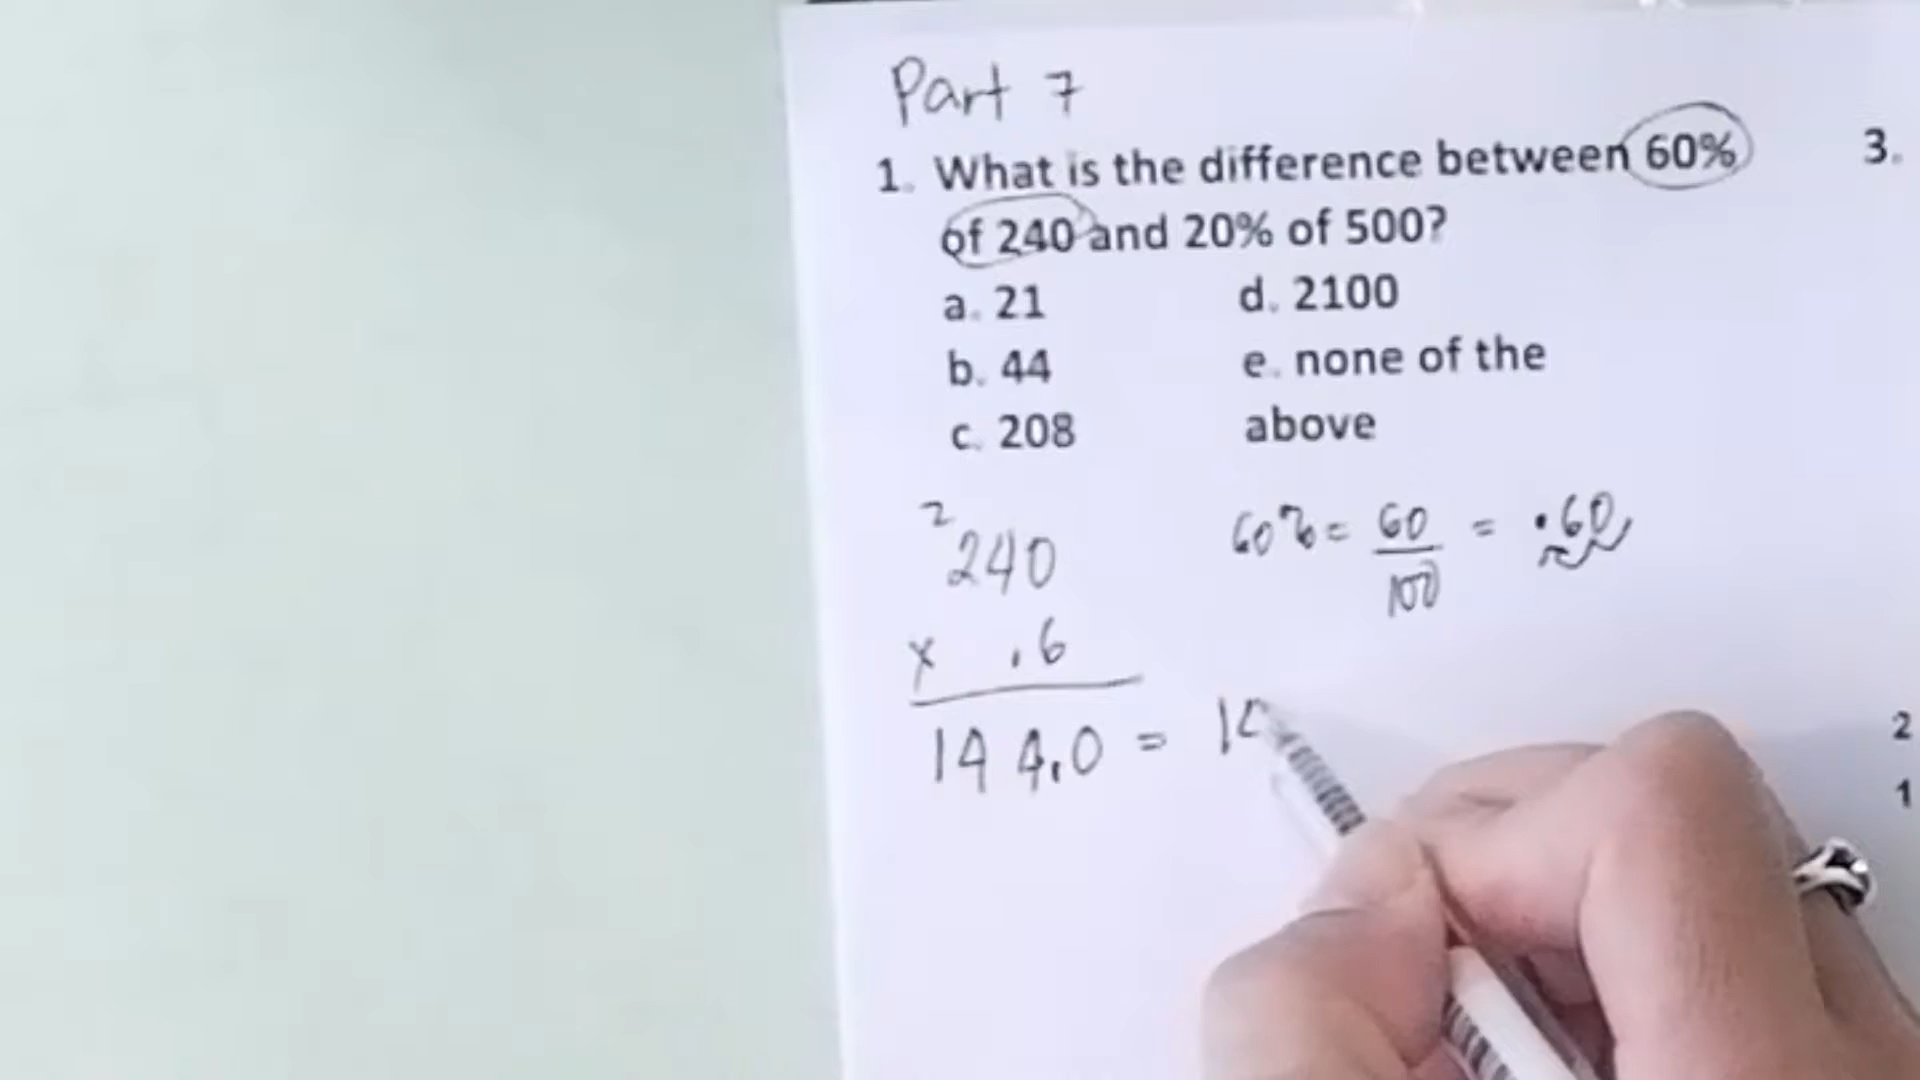 Part 7
1. What is the difference between 60%
of 240 and 20% of 500?
a. 21
d. 2100
b. 44
e. none of the
c. 208
above
3.
2
240
x .6
144.0 = 14
60% = 60/100 = .60
2
1